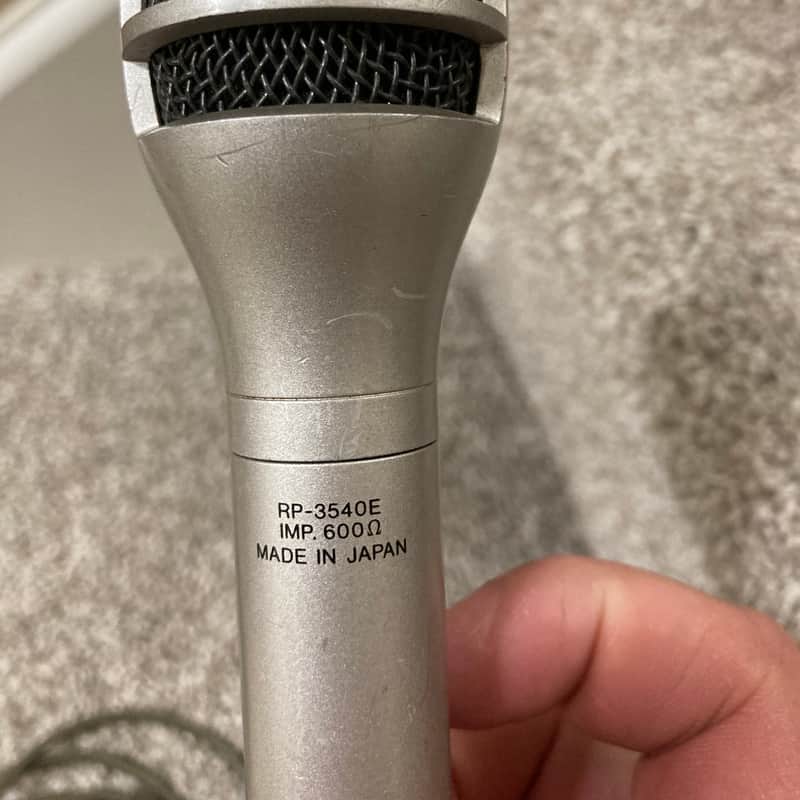 RP-3540E
IMP. 600Ω
MADE IN JAPAN